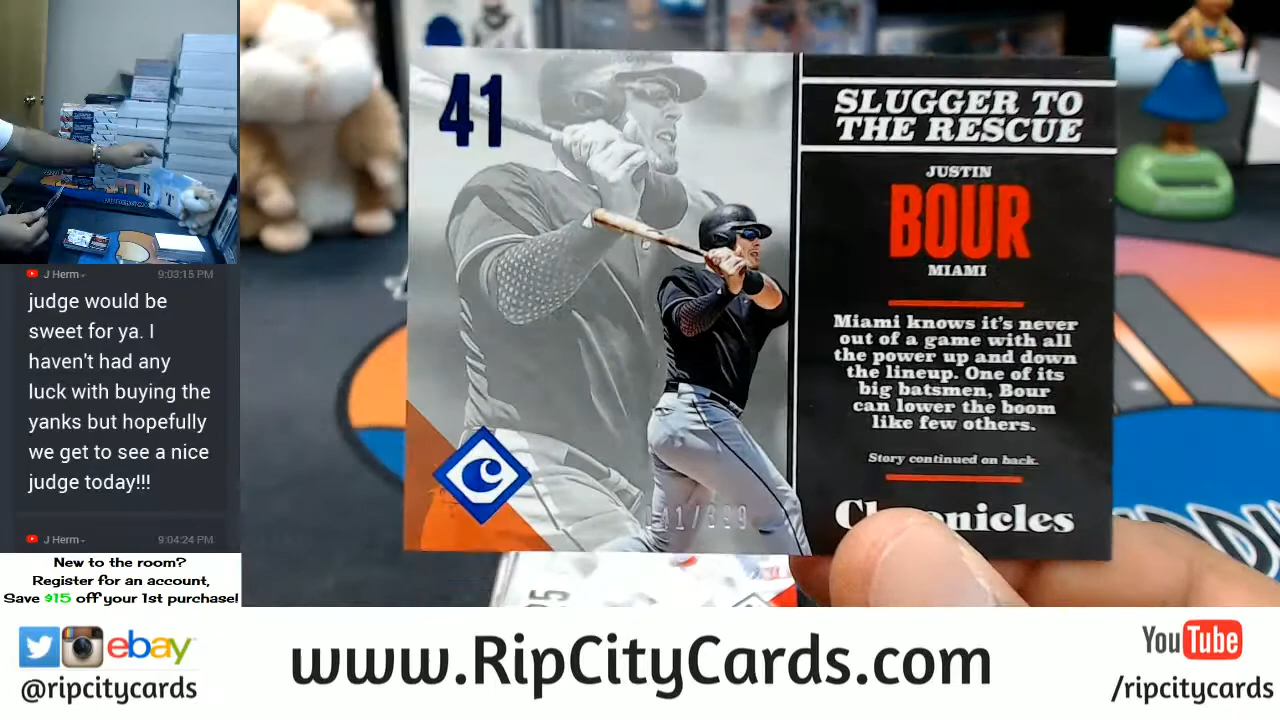 J Herm
9:03:15 PM
judge would be
sweet for ya. I
haven't had any
luck with buying the
yanks but hopefully
we get to see a nice
judge today!!!
J Herm
9:04:24 PM
New to the room?
Register for an account,
Save $15 off your 1st purchase!
41
SLUGGER TO
THE RESCUE
JUSTIN
BOUR
MIAMI
Miami knows it's never
out of a game with all
the power up and down
the lineup. One of its
big batsmen, Bour
can lower the boom
like few others.
Story continued on back.
C
ebay
@ripcitycards
www.RipCityCards.com
YouTube
/ripcitycards